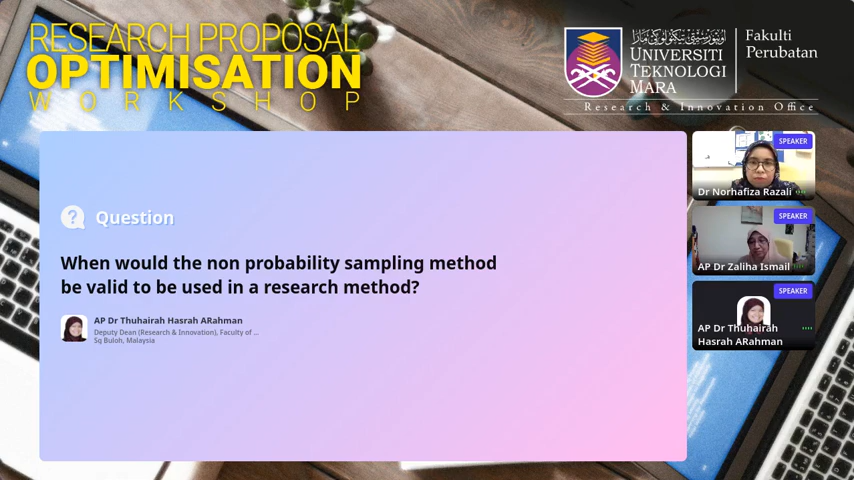 RESEARCH PROPOSAL
OPTIMISATION
WORKSHOP
UNIVERSITI
TEKNOLOGI
MARA
Fakulti
Perubatan
Research & Innovation Office
Question
When would the non probability sampling method
be valid to be used in a research method?
AP Dr Thuhairah Hasrah ARahman
Deputy Dean (Research & Innovation), Faculty of ...
Sg Buloh, Malaysia
SPEAKER
Dr Norhafiza Razali
SPEAKER
AP Dr Zaliha Ismail
SPEAKER
AP Dr Thuhairah
Hasrah ARahman